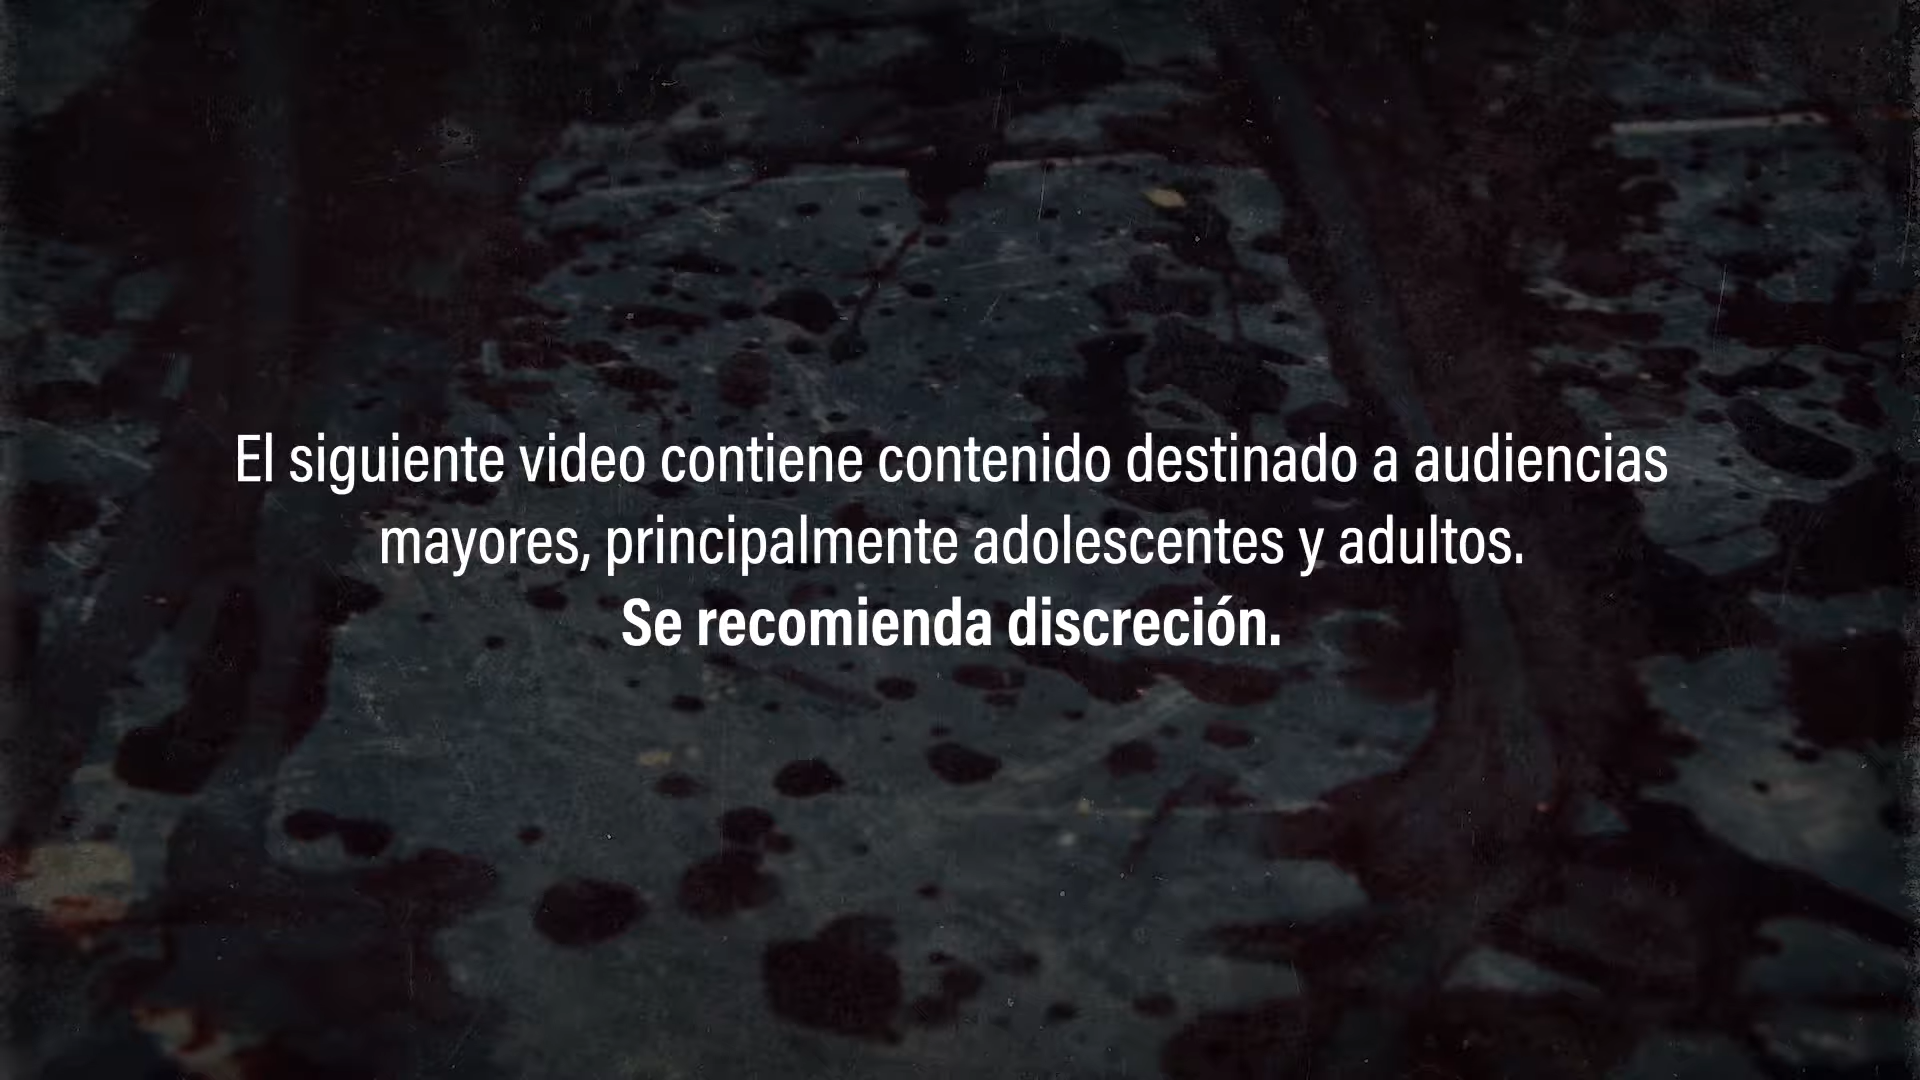 El siguiente video contiene contenido destinado a audiencias
mayores, principalmente adolescentes y adultos.
Se recomienda discreción.